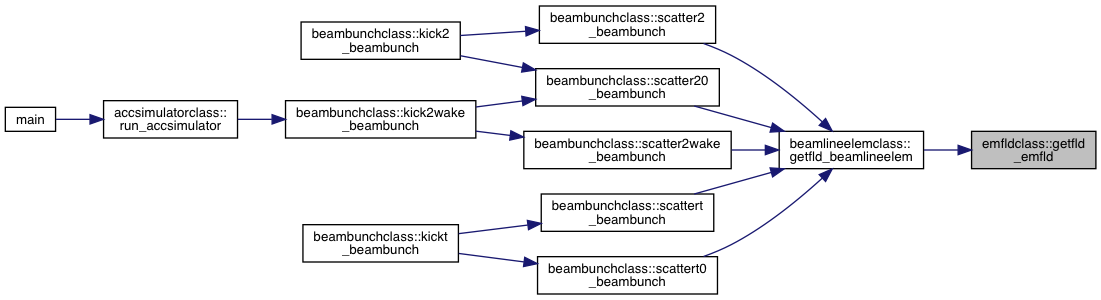 main
accsimulatorclass::
run_accsimulator
beambunchclass::kick2
_beambunch
beambunchclass::kick2wake
_beambunch
beambunchclass::kickt
_beambunch
beambunchclass::scatter2
_beambunch
beambunchclass::scatter20
_beambunch
beambunchclass::scatter2wake
_beambunch
beambunchclass::scattert
_beambunch
beambunchclass::scattert0
_beambunch
beamlineelemclass::
getfld_beamlineelem
emfldclass::getfld
_emfld